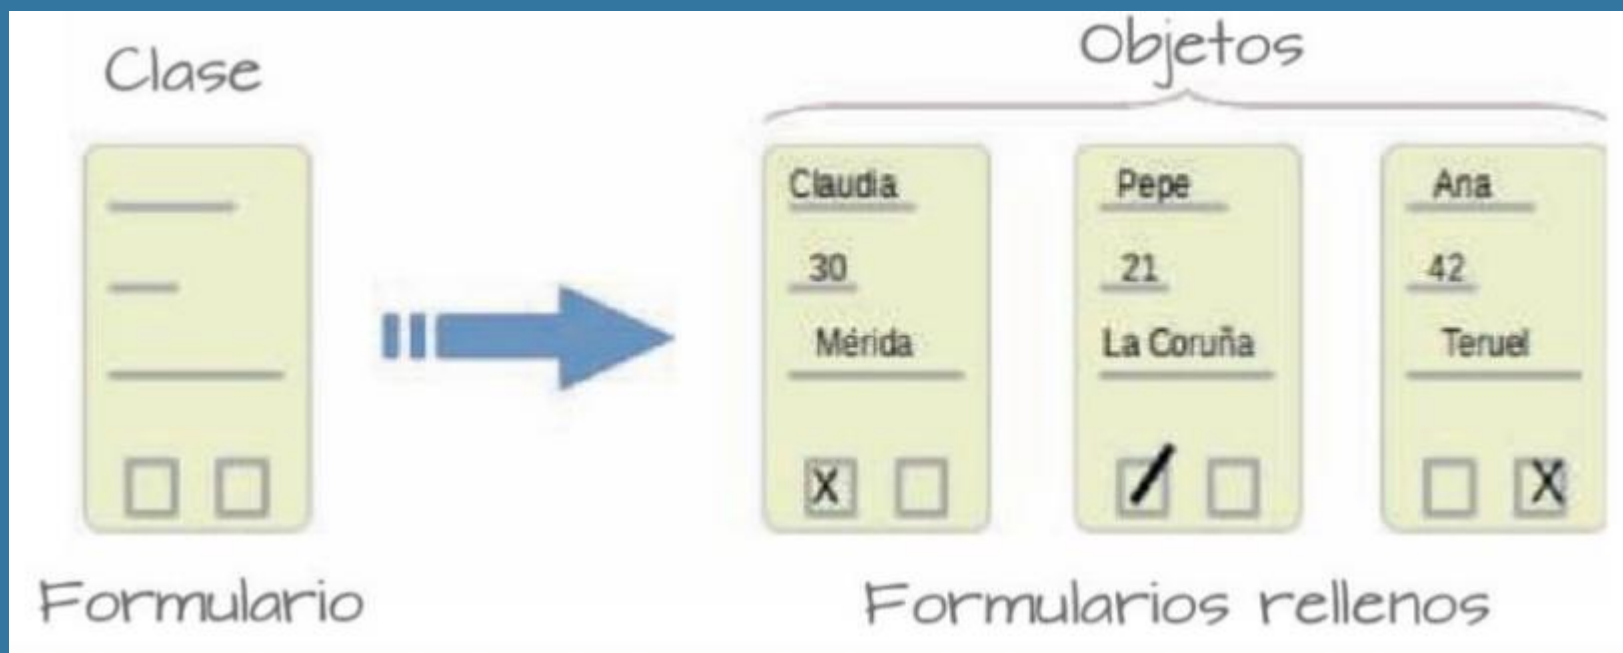 Clase
Objetos
Claudia
30
Mérida
X
Pepe
21
La Coruña
Ana
42
Teruel
X
Formulario
Formularios rellenos